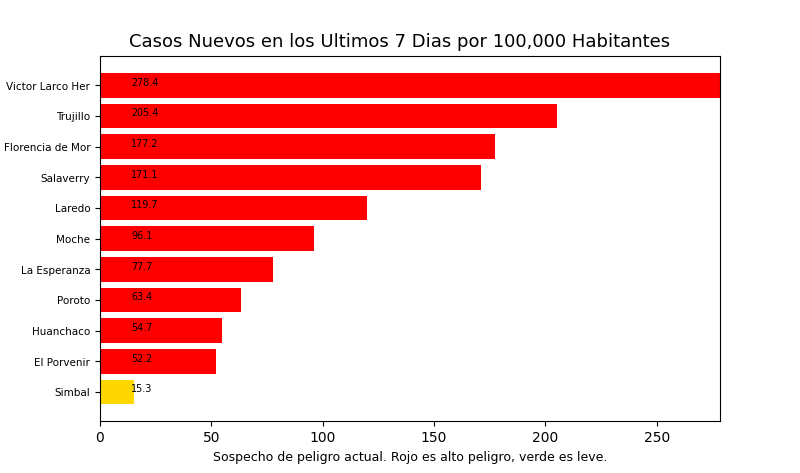 Casos Nuevos en los Ultimos 7 Dias por 100,000 Habitantes
Victor Larco Her 278.4
Trujillo 205.4
Florencia de Mor 177.2
Salaverry 171.1
Laredo 119.7
Moche 96.1
La Esperanza 77.7
Poroto 63.4
Huanchaco 54.7
El Porvenir 52.2
Simbal 15.3
0 50 100 150 200 250
Sospecho de peligro actual. Rojo es alto peligro, verde es leve.